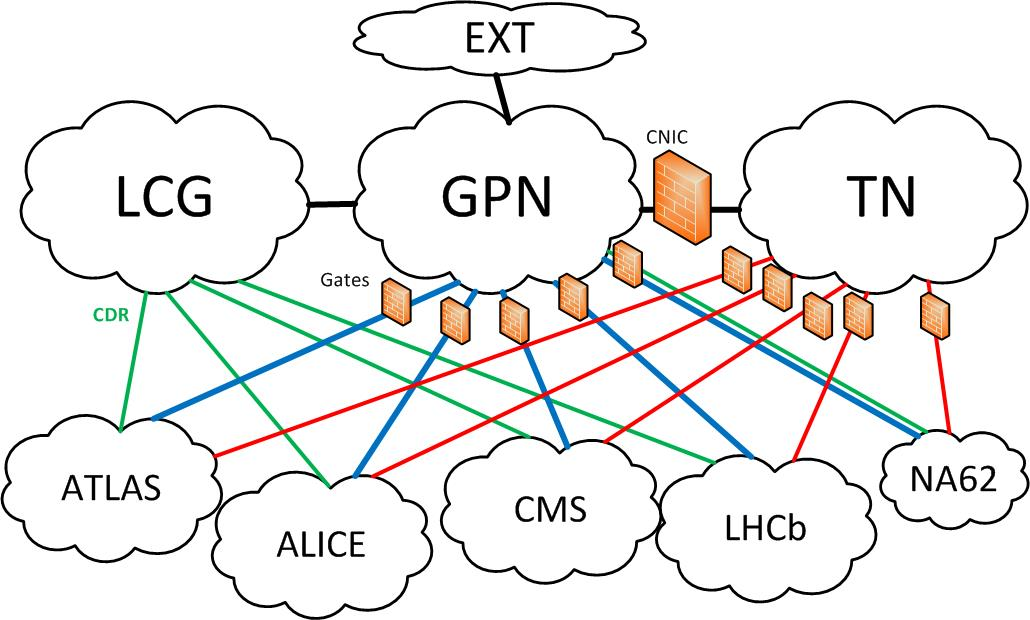 EXT
CNIC
LCG
GPN
TN
Gates
CDR
ATLAS
ALICE
CMS
LHCb
NA62